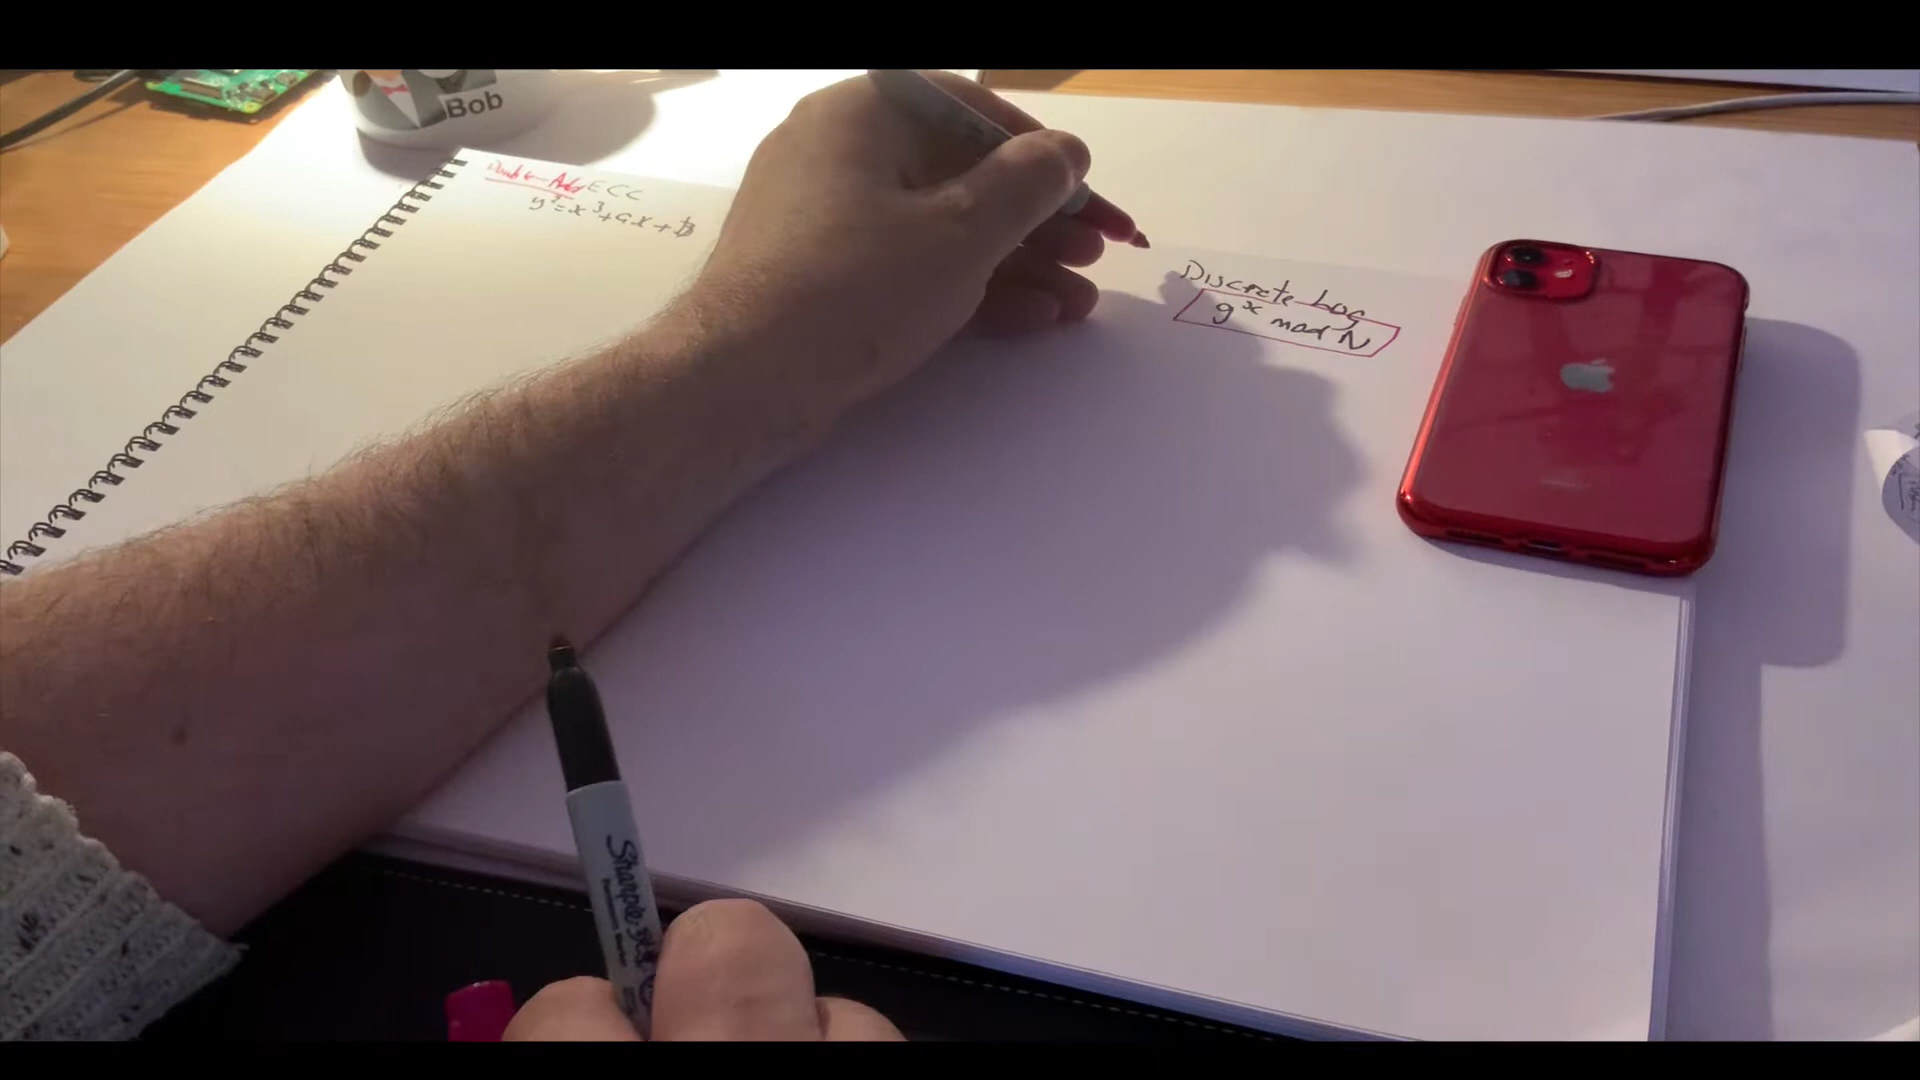 Bob
Double-Add ECC
y²=x³+ax+b
Discrete Log
g^x mod N
Sharpie